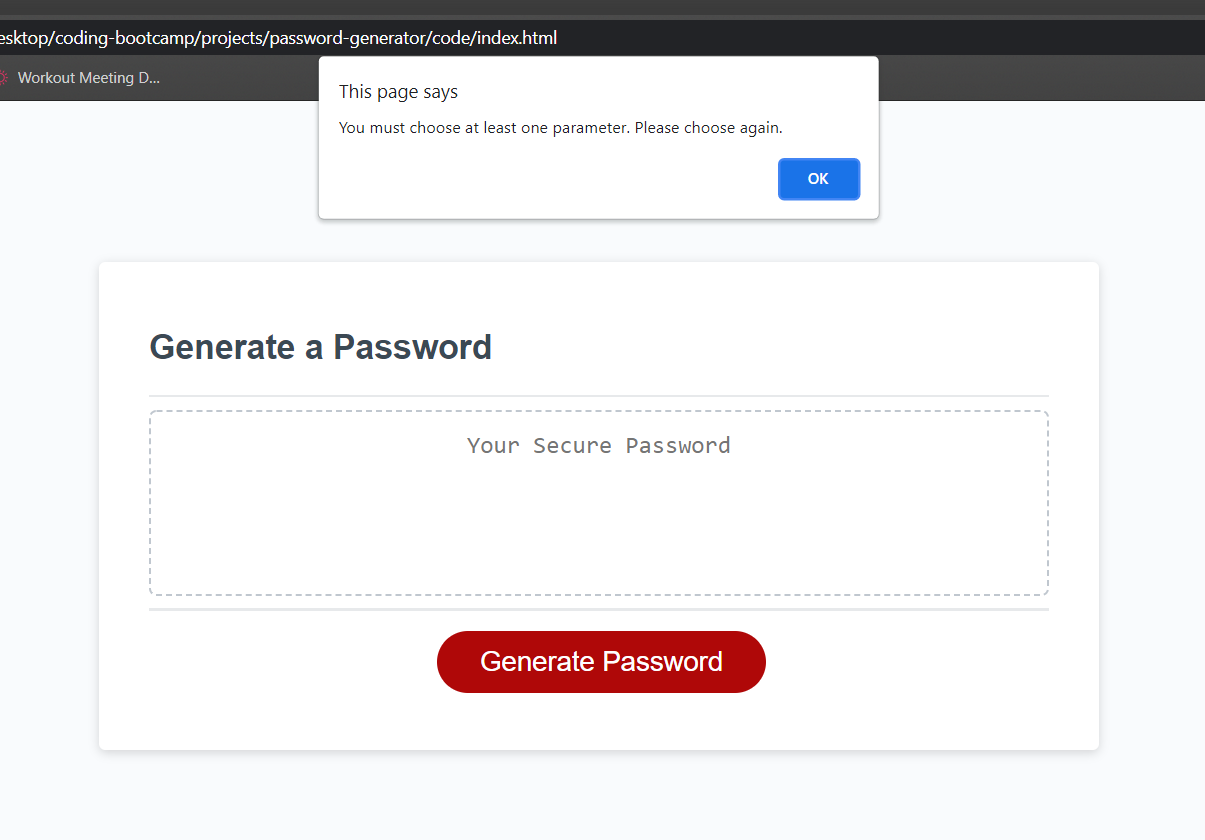 esktop/coding-bootcamp/projects/password-generator/code/index.html
Workout Meeting D...
This page says
You must choose at least one parameter. Please choose again.
OK
Generate a Password
Your Secure Password
Generate Password